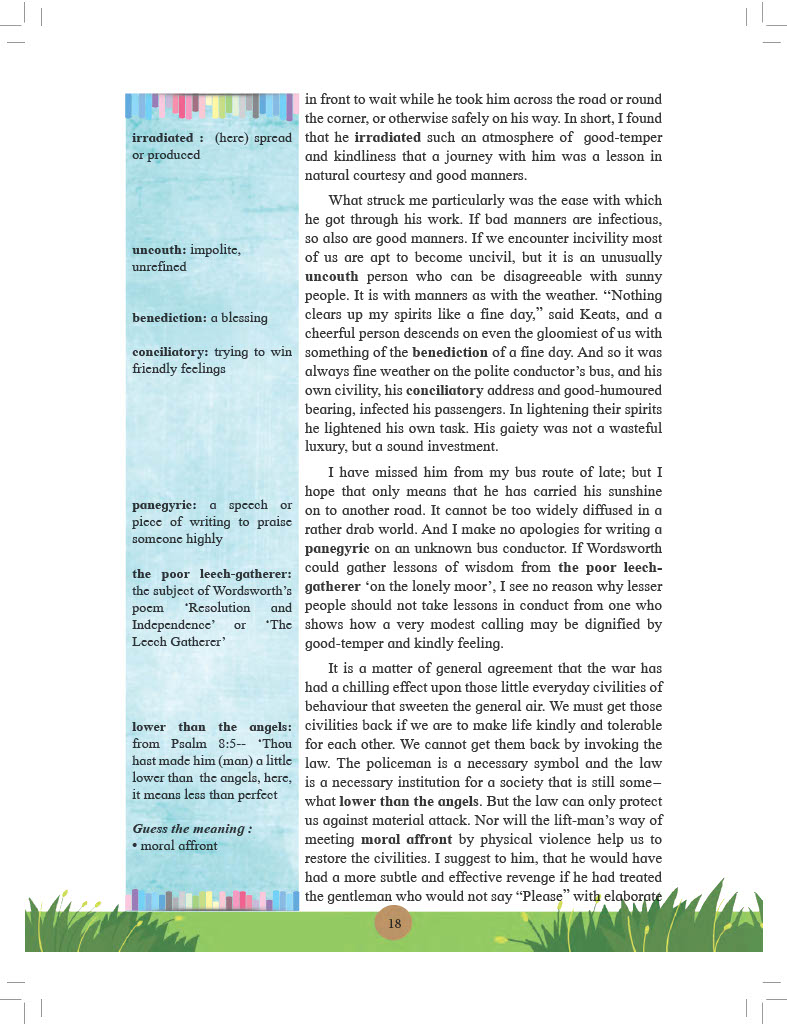 irradiated : (here) spread
or produced
uncouth: impolite,
unrefined
benediction: a blessing
conciliatory: trying to win
friendly feelings
panegyric: a speech or
piece of writing to praise
someone highly
the poor leech-gatherer:
the subject of Wordsworth's
poem ‘Resolution and
Independence’ or ‘The
Leech Gatherer’
lower than the angels:
from Psalm 8:5-- ‘Thou
hast made him (man) a little
lower than the angels, here,
it means less than perfect
Guess the meaning :
• moral affront
in front to wait while he took him across the road or round
the corner, or otherwise safely on his way. In short, I found
that he irradiated such an atmosphere of good-temper
and kindliness that a journey with him was a lesson in
natural courtesy and good manners.
What struck me particularly was the ease with which
he got through his work. If bad manners are infectious,
so also are good manners. If we encounter incivility most
of us are apt to become uncivil, but it is an unusually
uncouth person who can be disagreeable with sunny
people. It is with manners as with the weather. “Nothing
clears up my spirits like a fine day,” said Keats, and a
cheerful person descends on even the gloomiest of us with
something of the benediction of a fine day. And so it was
always fine weather on the polite conductor’s bus, and his
own civility, his conciliatory address and good-humoured
bearing, infected his passengers. In lightening their spirits
he lightened his own task. His gaiety was not a wasteful
luxury, but a sound investment.
I have missed him from my bus route of late; but I
hope that only means that he has carried his sunshine
on to another road. It cannot be too widely diffused in a
rather drab world. And I make no apologies for writing a
panegyric on an unknown bus conductor. If Wordsworth
could gather lessons of wisdom from the poor leech-
gatherer ‘on the lonely moor’, I see no reason why lesser
people should not take lessons in conduct from one who
shows how a very modest calling may be dignified by
good-temper and kindly feeling.
It is a matter of general agreement that the war has
had a chilling effect upon those little everyday civilities of
behaviour that sweeten the general air. We must get those
civilities back if we are to make life kindly and tolerable
for each other. We cannot get them back by invoking the
law. The policeman is a necessary symbol and the law
is a necessary institution for a society that is still some–
what lower than the angels. But the law can only protect
us against material attack. Nor will the lift-man’s way of
meeting moral affront by physical violence help us to
restore the civilities. I suggest to him, that he would have
had a more subtle and effective revenge if he had treated
the gentleman who would not say “Please” with elaborate
18